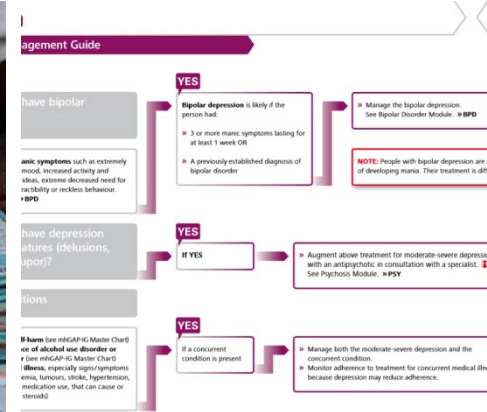 agement Guide
YES
have bipolar
Bipolar depression is likely if the
person had:
» 3 or more manic symptoms lasting for
at least 1 week OR
» A previously established diagnosis of
bipolar disorder
» Manage the bipolar depression.
See Bipolar Disorder Module. » BPD
NOTE: People with bipolar depression are
of developing mania. Their treatment is
anic symptoms such as extremely
mood, increased activity and
ideas, extreme decreased need for
ractibility or reckless behaviour.
» BPD
YES
have depression
atures (delusions,
upor)?
If YES
» Augment above treatment for moderate-severe
with an antipsychotic in consultation with a specialist.
See Psychosis Module. » PSY
itions
YES
lf-harm (see mhGAP-IG Master Chart)
ce of alcohol use disorder or
r (see mhGAP-IG Master Chart)
illness, especially signs/symptoms
emia, tumours, stroke, hypertension,
medication use, that can cause or
steroids)
If a concurrent
condition is present
» Manage both the moderate-severe depression and the
concurrent condition.
» Monitor adherence to treatment for concurrent medical
because depression may reduce adherence.